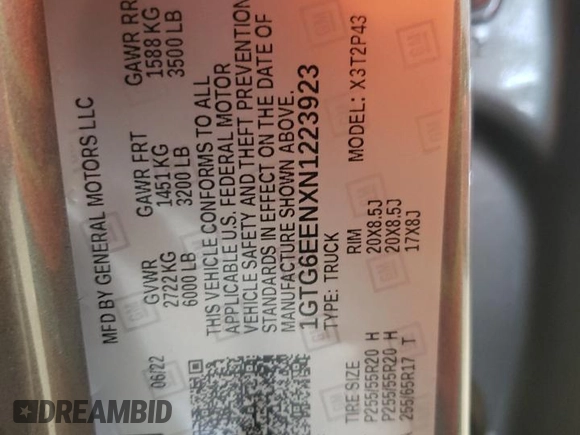 MFD BY GENERAL MOTORS LLC
06/22
GVWR
2722 KG
6000 LB
GAWR FRT
1451 KG
3200 LB
GAWR RR
1588 KG
3500 LB
THIS VEHICLE CONFORMS TO ALL
APPLICABLE U.S. FEDERAL MOTOR
VEHICLE SAFETY AND THEFT PREVENTION
STANDARDS IN EFFECT ON THE DATE OF
MANUFACTURE SHOWN ABOVE.
1GTG6EENXN1223923
TYPE: TRUCK
MODEL: X3T2P43
TIRE SIZE
RIM
P255/55R20 H
20X8.5J
P255/55R20 H
20X8.5J
255/65R17 T
17X8J
GM
DREAMBID